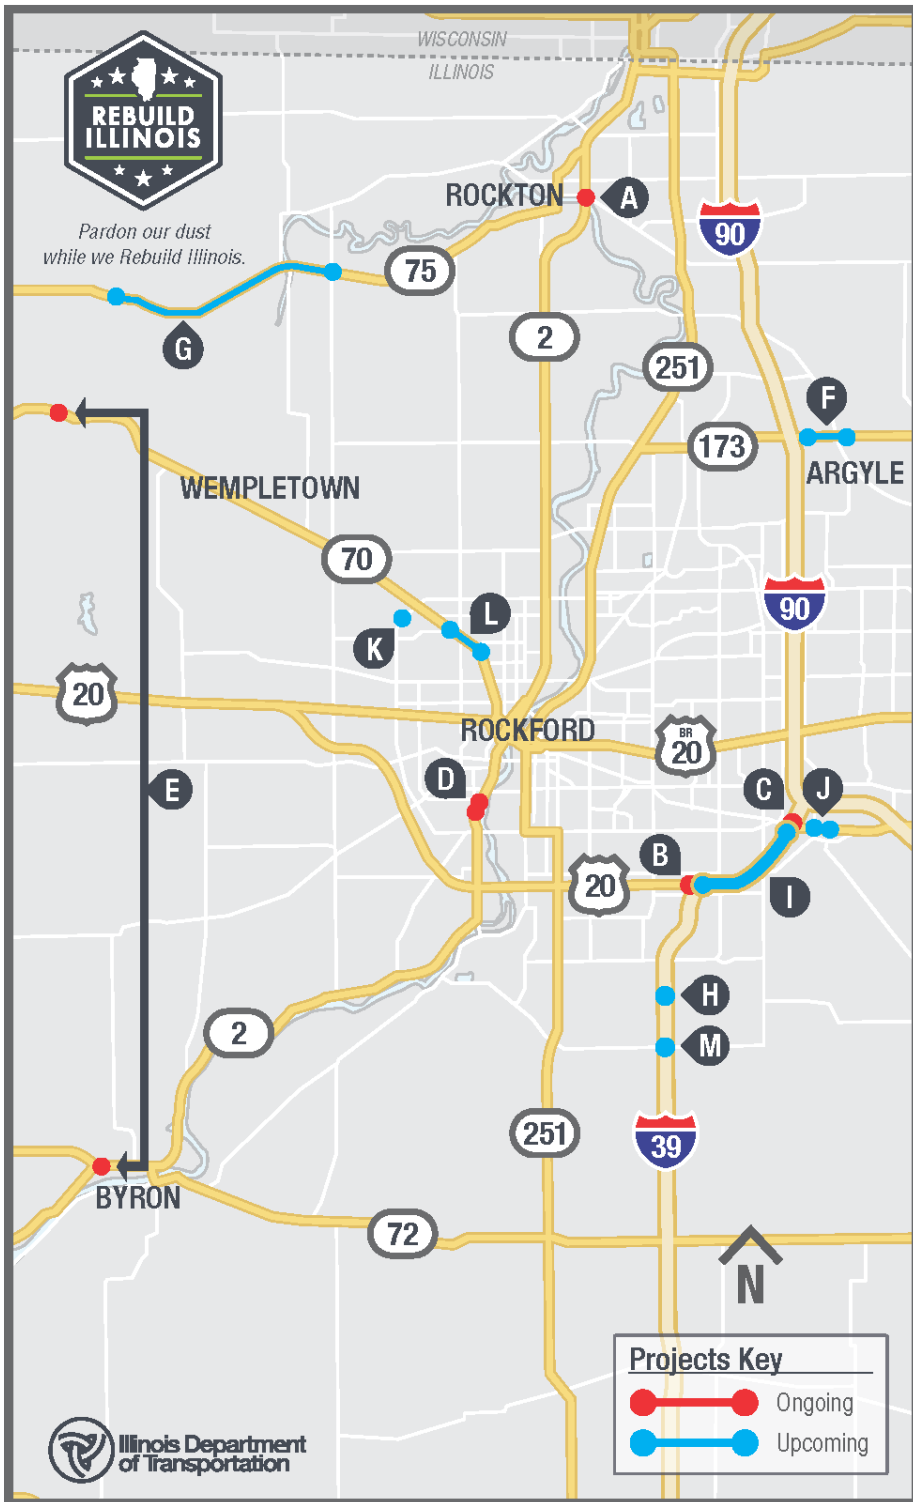 WISCONSIN
ILLINOIS
REBUILD
ILLINOIS
Pardon our dust
while we Rebuild Illinois.
ROCKTON
A
90
75
G
2
251
F
173
ARGYLE
WEMPLETOWN
70
90
L
K
20
ROCKFORD
BR
20
E
D
C
J
B
20
I
H
2
M
251
39
BYRON
72
N
Projects Key
Ongoing
Upcoming
Illinois Department
of Transportation